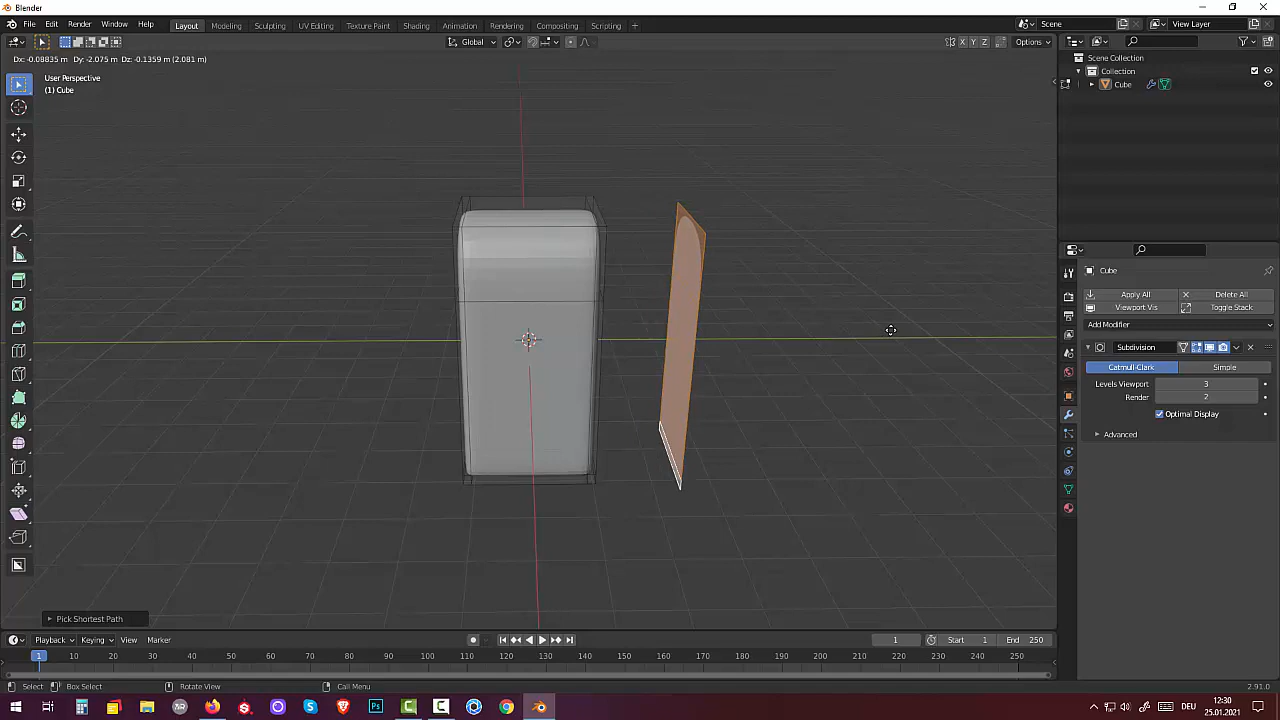 Blender
File Edit Render Window Help Layout Modeling Sculpting UV Editing Texture Paint Shading Animation Rendering Compositing Scripting + Scene View Layer
Global X Y Z Options
Dx: -0.08835 m Dy: -2.075 m Dz: -0.1359 m (2.081 m)
User Perspective
(1) Cube
Scene Collection
Collection
Cube
Cube
Apply All Delete All
Viewport Vis Toggle Stack
Add Modifier
Subdivision
Catmull-Clark Simple
Levels Viewport 3
Render 2
Optimal Display
Advanced
Pick Shortest Path
Playback Keying View Marker 1 Start 1 End 250
1 10 20 30 40 50 60 70 80 90 100 110 120 130 140 150 160 170 180 190 200 210 220 230 240 250
Select Box Select Rotate View Call Menu 2.91.0
Ps DEU 12:30
25.01.2021